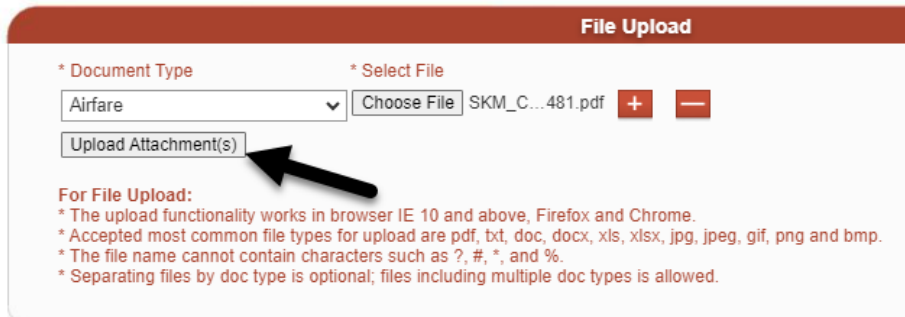 File Upload
* Document Type * Select File
Airfare Choose File SKM_C...481.pdf + —
Upload Attachment(s)
For File Upload:
* The upload functionality works in browser IE 10 and above, Firefox and Chrome.
* Accepted most common file types for upload are pdf, txt, doc, docx, xls, xlsx, jpg, jpeg, gif, png and bmp.
* The file name cannot contain characters such as ?, #, *, and %.
* Separating files by doc type is optional; files including multiple doc types is allowed.